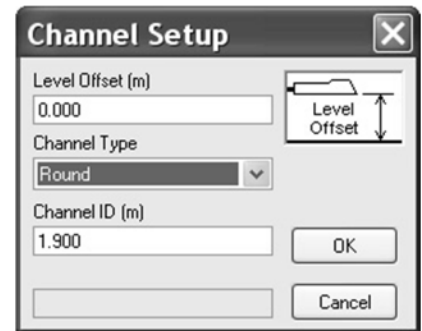 Channel Setup
Level Offset (m)
0.000
Level
Offset
Channel Type
Round
Channel ID (m)
1.900
OK
Cancel